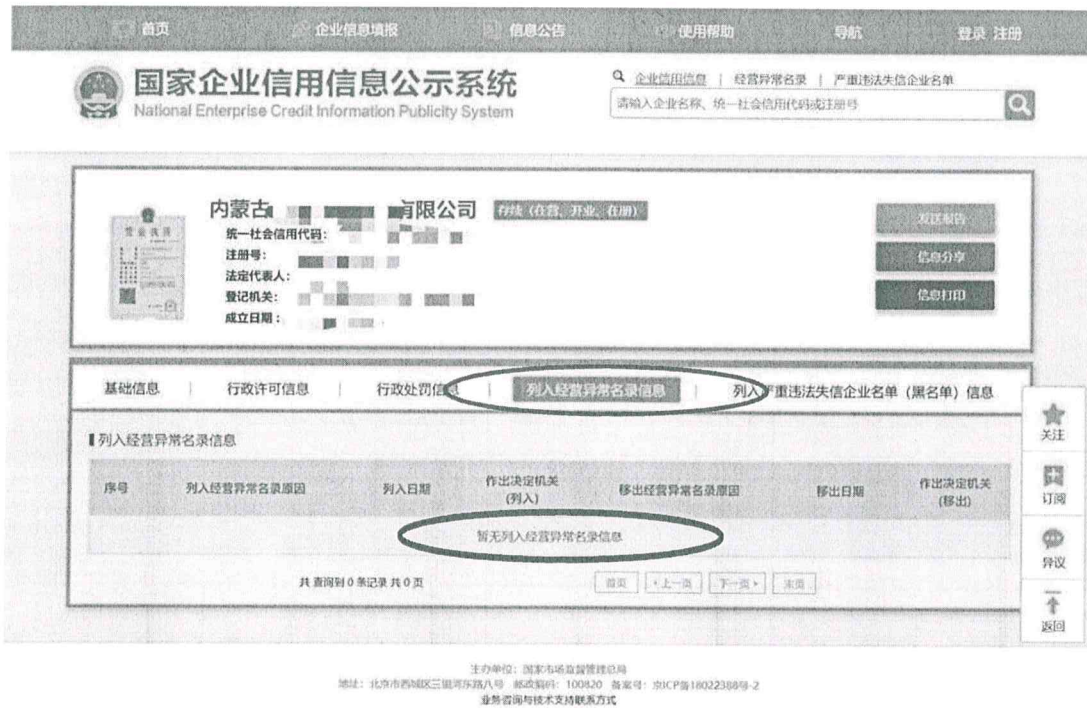 首页 企业信息填报 信息公告 使用帮助 导航 登录 注册
国家企业信用信息公示系统
National Enterprise Credit Information Publicity System
企业信用信息 | 经营异常名录 | 严重违法失信企业名单
请输入企业名称、统一社会信用代码或注册号
内蒙古 有限公司 存续（在营、开业、在册）
统一社会信用代码：
注册号：
法定代表人：
登记机关：
成立日期：
营业执照
发送报告
信息分享
信息打印
基础信息 | 行政许可信息 | 行政处罚信息 | 列入经营异常名录信息 | 列入严重违法失信企业名单（黑名单）信息
列入经营异常名录信息
序号 列入经营异常名录原因 列入日期 作出决定机关(列入) 移出经营异常名录原因 移出日期 作出决定机关(移出)
暂无列入经营异常名录信息
共 查询到 0 条记录 共 0 页 首页 上一页 下一页 末页
关注
订阅
异议
返回
主办单位：国家市场监督管理总局
地址：北京市西城区三里河东路八号 邮政编码：100820 备案号：京ICP备18022388号-2
业务咨询与技术支持联系方式